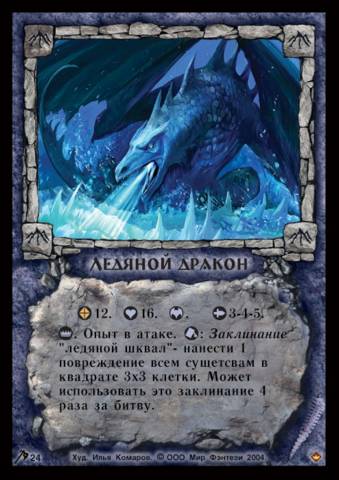 ЛЕДЯНОЙ ДРАКОН
12. 16. . 3-4-5.
. Опыт в атаке. : Заклинание
"ледяной шквал"- нанести 1
повреждение всем сущетсвам в
квадрате 3х3 клетки. Может
использовать это заклинание 4
раза за битву.
24 Худ. Илья Комаров. © ООО Мир Фэнтези 2004